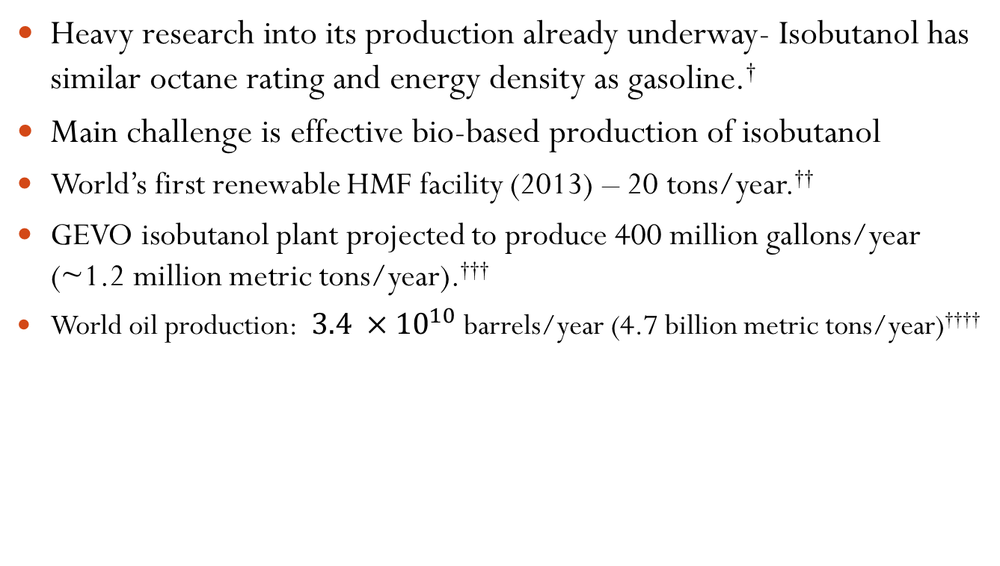 • Heavy research into its production already underway- Isobutanol has
similar octane rating and energy density as gasoline.†
• Main challenge is effective bio-based production of isobutanol
• World’s first renewable HMF facility (2013) – 20 tons/year.††
• GEVO isobutanol plant projected to produce 400 million gallons/year
(~1.2 million metric tons/year).†††
• World oil production: 3.4 × 10¹⁰ barrels/year (4.7 billion metric tons/year)††††